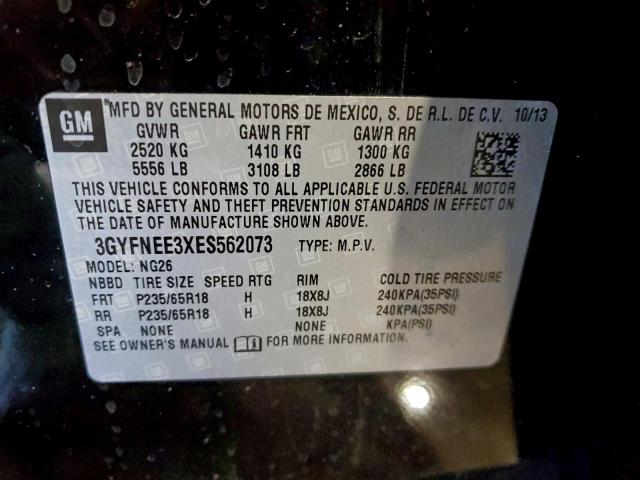 GM
*MFD BY GENERAL MOTORS DE MEXICO, S. DE R.L. DE C.V. 10/13
GVWR GAWR FRT GAWR RR
2520 KG 1410 KG 1300 KG
5556 LB 3108 LB 2866 LB
THIS VEHICLE CONFORMS TO ALL APPLICABLE U.S. FEDERAL MOTOR
VEHICLE SAFETY AND THEFT PREVENTION STANDARDS IN EFFECT ON THE
DATE OF MANUFACTURE SHOWN ABOVE.
3GYFNEE3XES562073 TYPE: M.P.V.
MODEL: NG26
NBBD TIRE SIZE SPEED RTG RIM COLD TIRE PRESSURE
FRT P235/65R18 H 18X8J 240KPA(35PSI)
RR P235/65R18 H 18X8J 240KPA(35PSI)
SPA NONE NONE KPA(PSI)
SEE OWNER'S MANUAL FOR MORE INFORMATION.